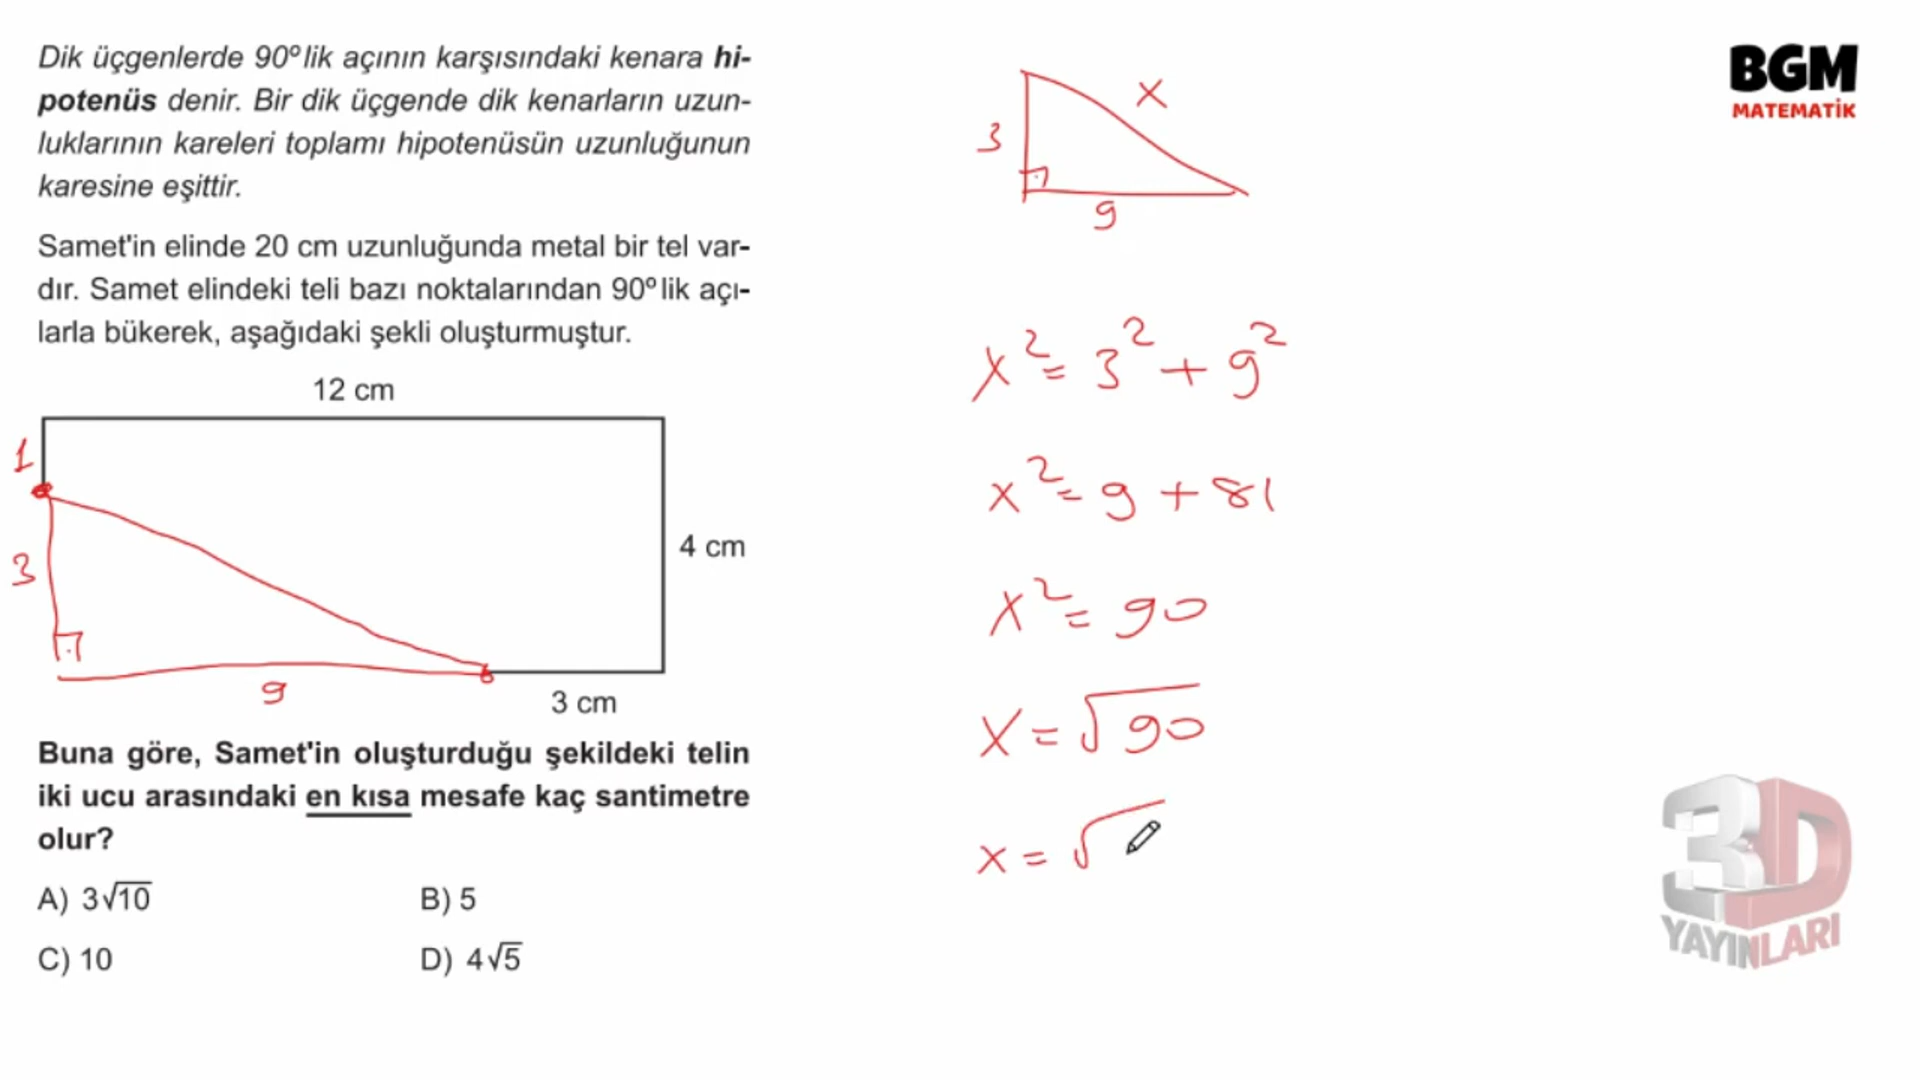 Dik üçgenlerde 90° lik açının karşısındaki kenara hi-
potenüs denir. Bir dik üçgende dik kenarların uzun-
luklarının kareleri toplamı hipotenüsün uzunluğunun
karesine eşittir.
Samet'in elinde 20 cm uzunluğunda metal bir tel var-
dır. Samet elindeki teli bazı noktalarından 90° lik açı-
larla bükerek, aşağıdaki şekli oluşturmuştur.
12 cm
1
3
4 cm
9
3 cm
Buna göre, Samet'in oluşturduğu şekildeki telin
iki ucu arasındaki en kısa mesafe kaç santimetre
olur?
A) 3√10
B) 5
C) 10
D) 4√5
x
3
9
x² = 3² + 9²
x² = 9 + 81
x² = 90
x = √90
x = √
BGM
MATEMATİK
3D
YAYINLARI